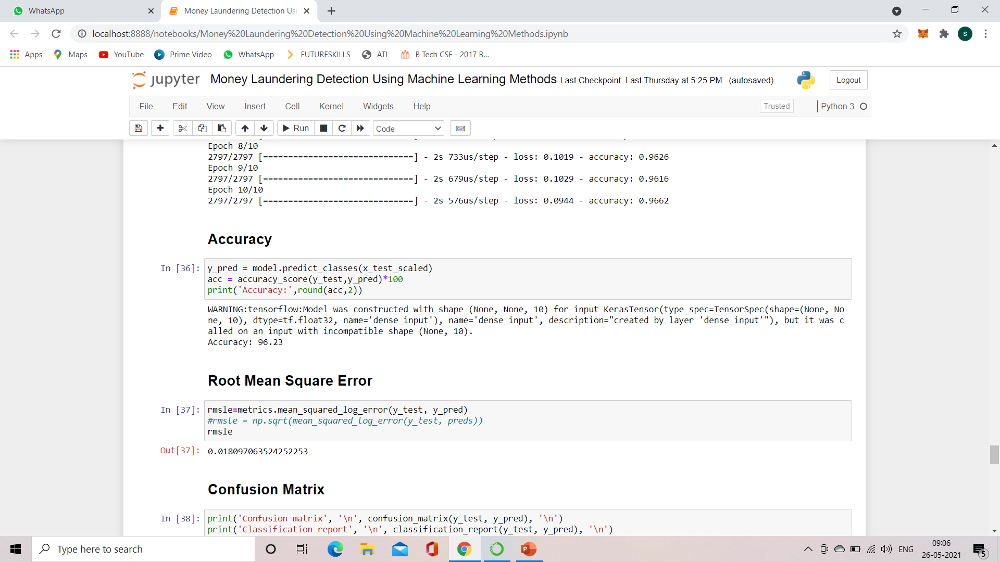 WhatsApp
Money Laundering Detection Usi
localhost:8888/notebooks/Money%20Laundering%20Detection%20Using%20Machine%20Learning%20Methods.ipynb
S
Apps Maps YouTube Prime Video WhatsApp FUTURESKILLS ATL B Tech CSE - 2017 B...
jupyter Money Laundering Detection Using Machine Learning Methods Last Checkpoint: Last Thursday at 5:25 PM (autosaved) Logout
File Edit View Insert Cell Kernel Widgets Help Trusted Python 3
Run Code
Epoch 8/10
2797/2797 [==============================] - 2s 733us/step - loss: 0.1019 - accuracy: 0.9626
Epoch 9/10
2797/2797 [==============================] - 2s 679us/step - loss: 0.1029 - accuracy: 0.9616
Epoch 10/10
2797/2797 [==============================] - 2s 576us/step - loss: 0.0944 - accuracy: 0.9662
Accuracy
In [36]: y_pred = model.predict_classes(x_test_scaled)
acc = accuracy_score(y_test,y_pred)*100
print('Accuracy:',round(acc,2))
WARNING:tensorflow:Model was constructed with shape (None, None, 10) for input KerasTensor(type_spec=TensorSpec(shape=(None, No
ne, 10), dtype=tf.float32, name='dense_input'), name='dense_input', description="created by layer 'dense_input'"), but it was c
alled on an input with incompatible shape (None, 10).
Accuracy: 96.23
Root Mean Square Error
In [37]: rmsle=metrics.mean_squared_log_error(y_test, y_pred)
#rmsle = np.sqrt(mean_squared_log_error(y_test, preds))
rmsle
Out[37]: 0.018097063524252253
Confusion Matrix
In [38]: print('Confusion matrix', '\n', confusion_matrix(y_test, y_pred), '\n')
print('Classification report', '\n', classification_report(y_test, y_pred), '\n')
Type here to search
ENG
09:06
26-05-2021
5